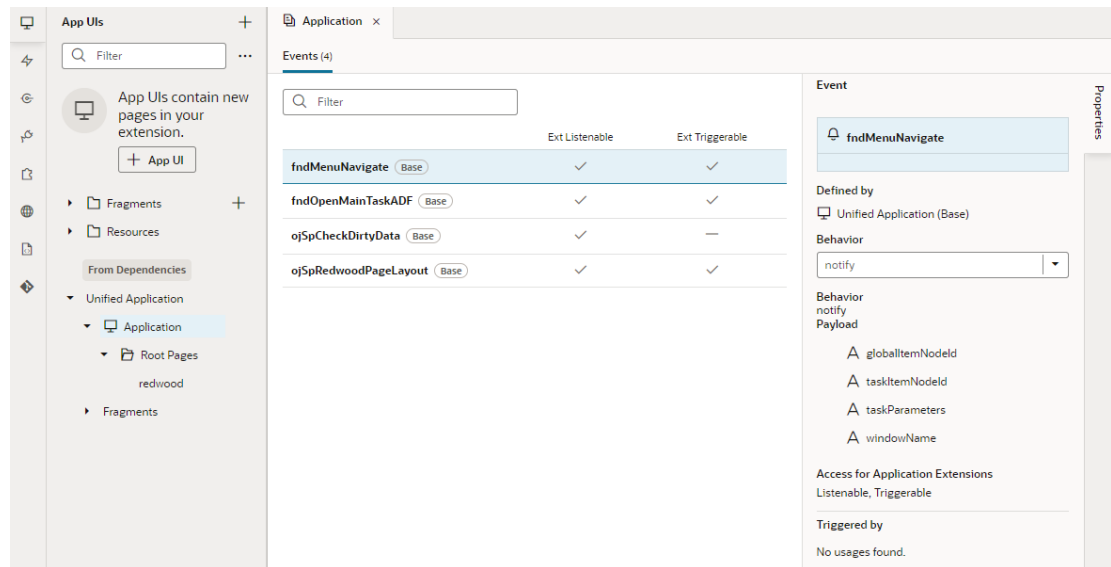 App UIs
Filter
App UIs contain new
pages in your
extension.
App UI
Fragments
Resources
From Dependencies
Unified Application
Application
Root Pages
redwood
Fragments
Application
Events (4)
Filter
Ext Listenable Ext Triggerable
fndMenuNavigate Base
fndOpenMainTaskADF Base
ojSpCheckDirtyData Base
ojSpRedwoodPageLayout Base
Event
fndMenuNavigate
Defined by
Unified Application (Base)
Behavior
notify
Behavior
notify
Payload
A globalItemNodeId
A taskItemNodeId
A taskParameters
A windowName
Access for Application Extensions
Listenable, Triggerable
Triggered by
No usages found.
Properties